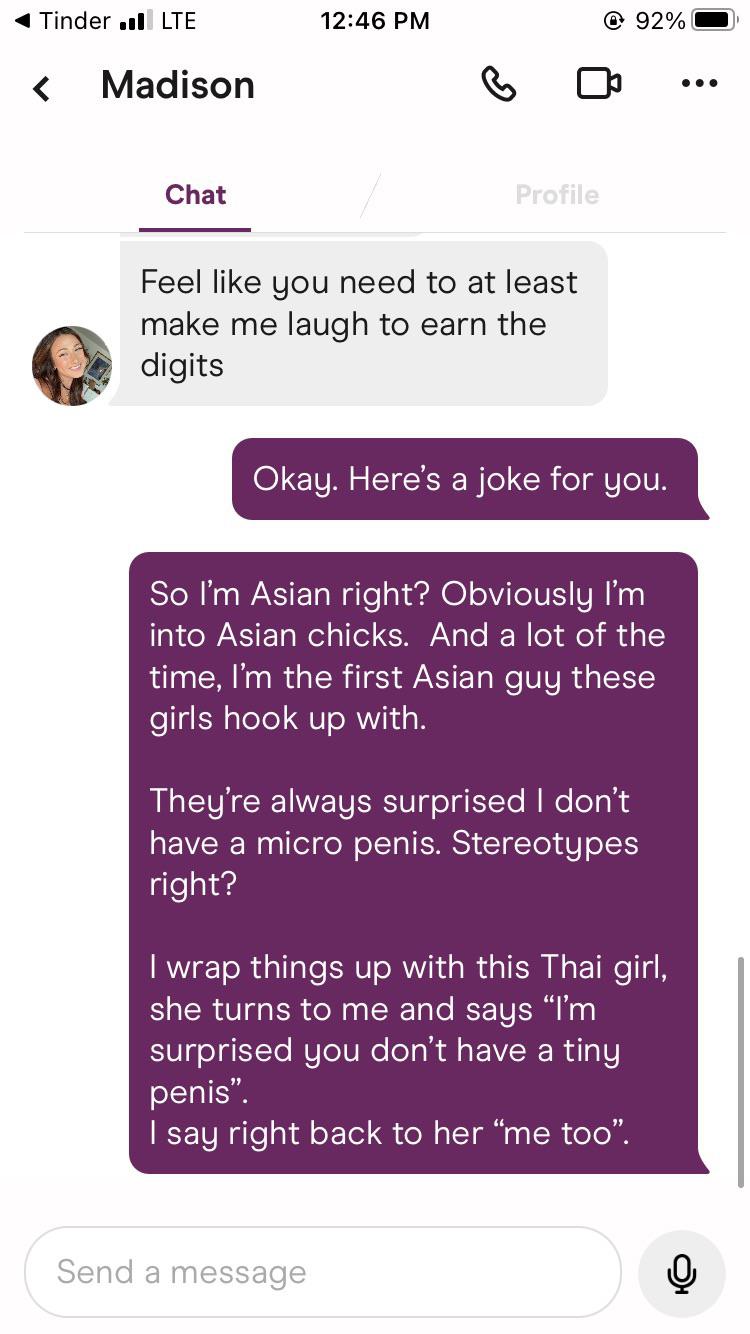 Tinder LTE 12:46 PM 92%
Madison
Chat Profile
Feel like you need to at least
make me laugh to earn the
digits
Okay. Here’s a joke for you.
So I’m Asian right? Obviously I’m
into Asian chicks.  And a lot of the
time, I’m the first Asian guy these
girls hook up with.
They’re always surprised I don’t
have a micro penis. Stereotypes
right?
I wrap things up with this Thai girl,
she turns to me and says “I’m
surprised you don’t have a tiny
penis”.
I say right back to her “me too”.
Send a message